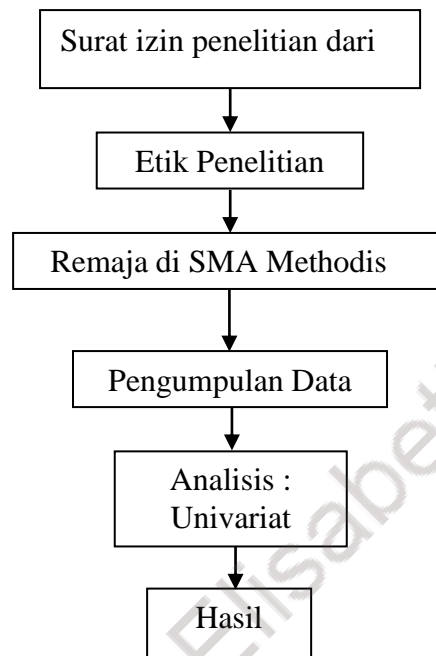 Surat izin penelitian dari
Etik Penelitian
Remaja di SMA Methodis
Pengumpulan Data
Analisis :
Univariat
Hasil